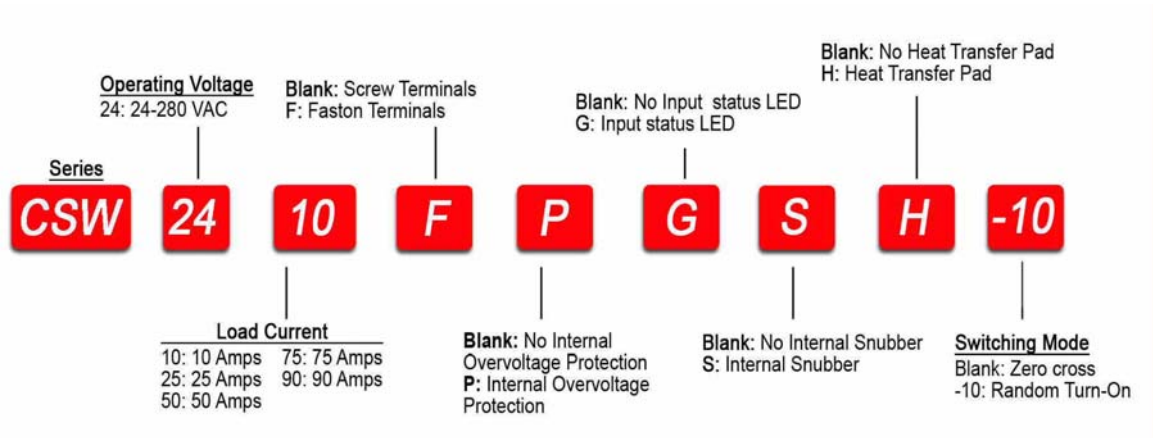 Blank: No Heat Transfer Pad
H: Heat Transfer Pad
Operating Voltage
24: 24-280 VAC
Blank: Screw Terminals
F: Faston Terminals
Blank: No Input status LED
G: Input status LED
Series
CSW 24 10 F P G S H -10
Load Current
10: 10 Amps 75: 75 Amps
25: 25 Amps 90: 90 Amps
50: 50 Amps
Blank: No Internal
Overvoltage Protection
P: Internal Overvoltage
Protection
Blank: No Internal Snubber
S: Internal Snubber
Switching Mode
Blank: Zero cross
-10: Random Turn-On